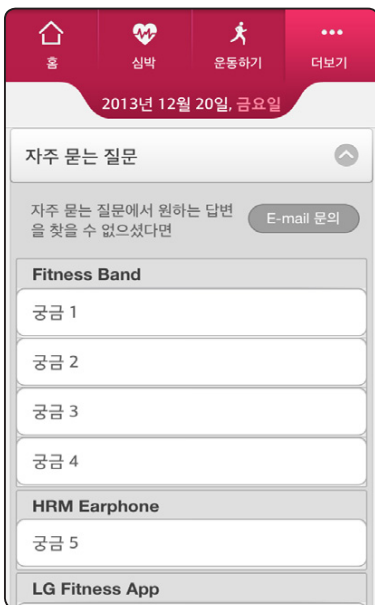 홈 심박 운동하기 더보기
2013년 12월 20일, 금요일
자주 묻는 질문
자주 묻는 질문에서 원하는 답변
을 찾을 수 없으셨다면
E-mail 문의
Fitness Band
궁금 1
궁금 2
궁금 3
궁금 4
HRM Earphone
궁금 5
LG Fitness App